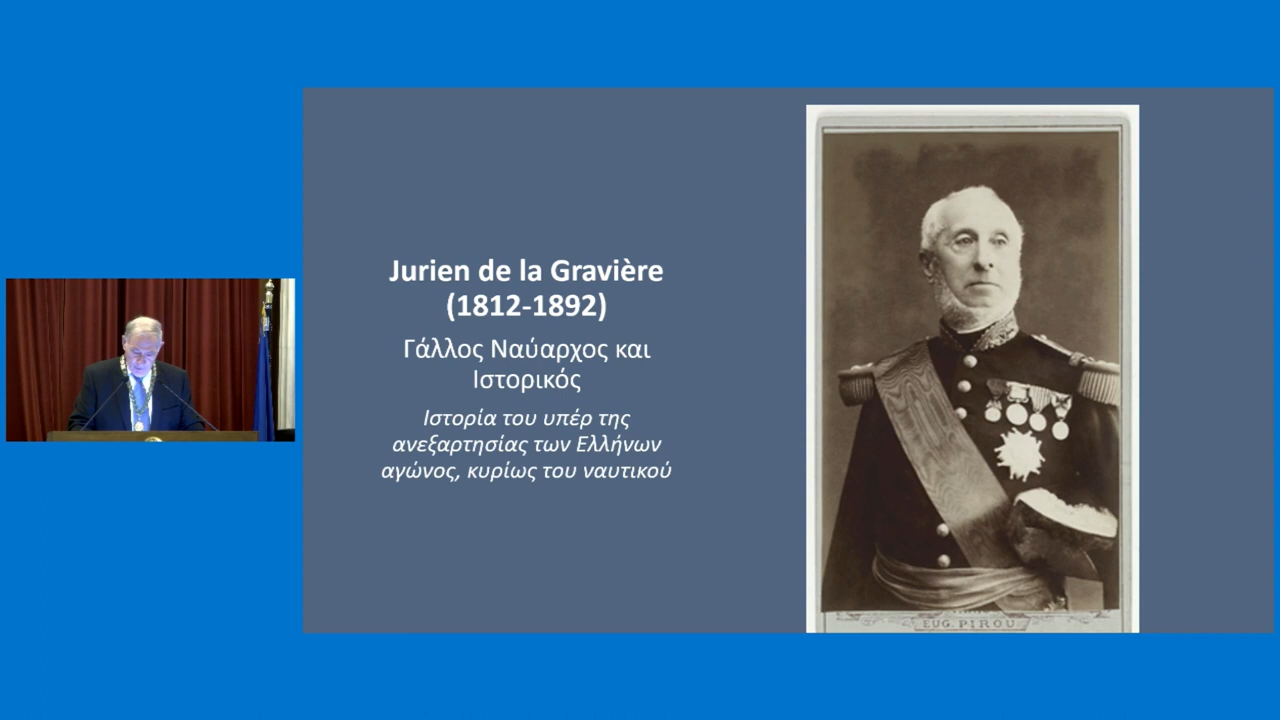 Jurien de la Gravière
(1812-1892)
Γάλλος Ναύαρχος και
Ιστορικός
Ιστορία του υπέρ της
ανεξαρτησίας των Ελλήνων
αγώνος, κυρίως του ναυτικού
EUG. PIROU